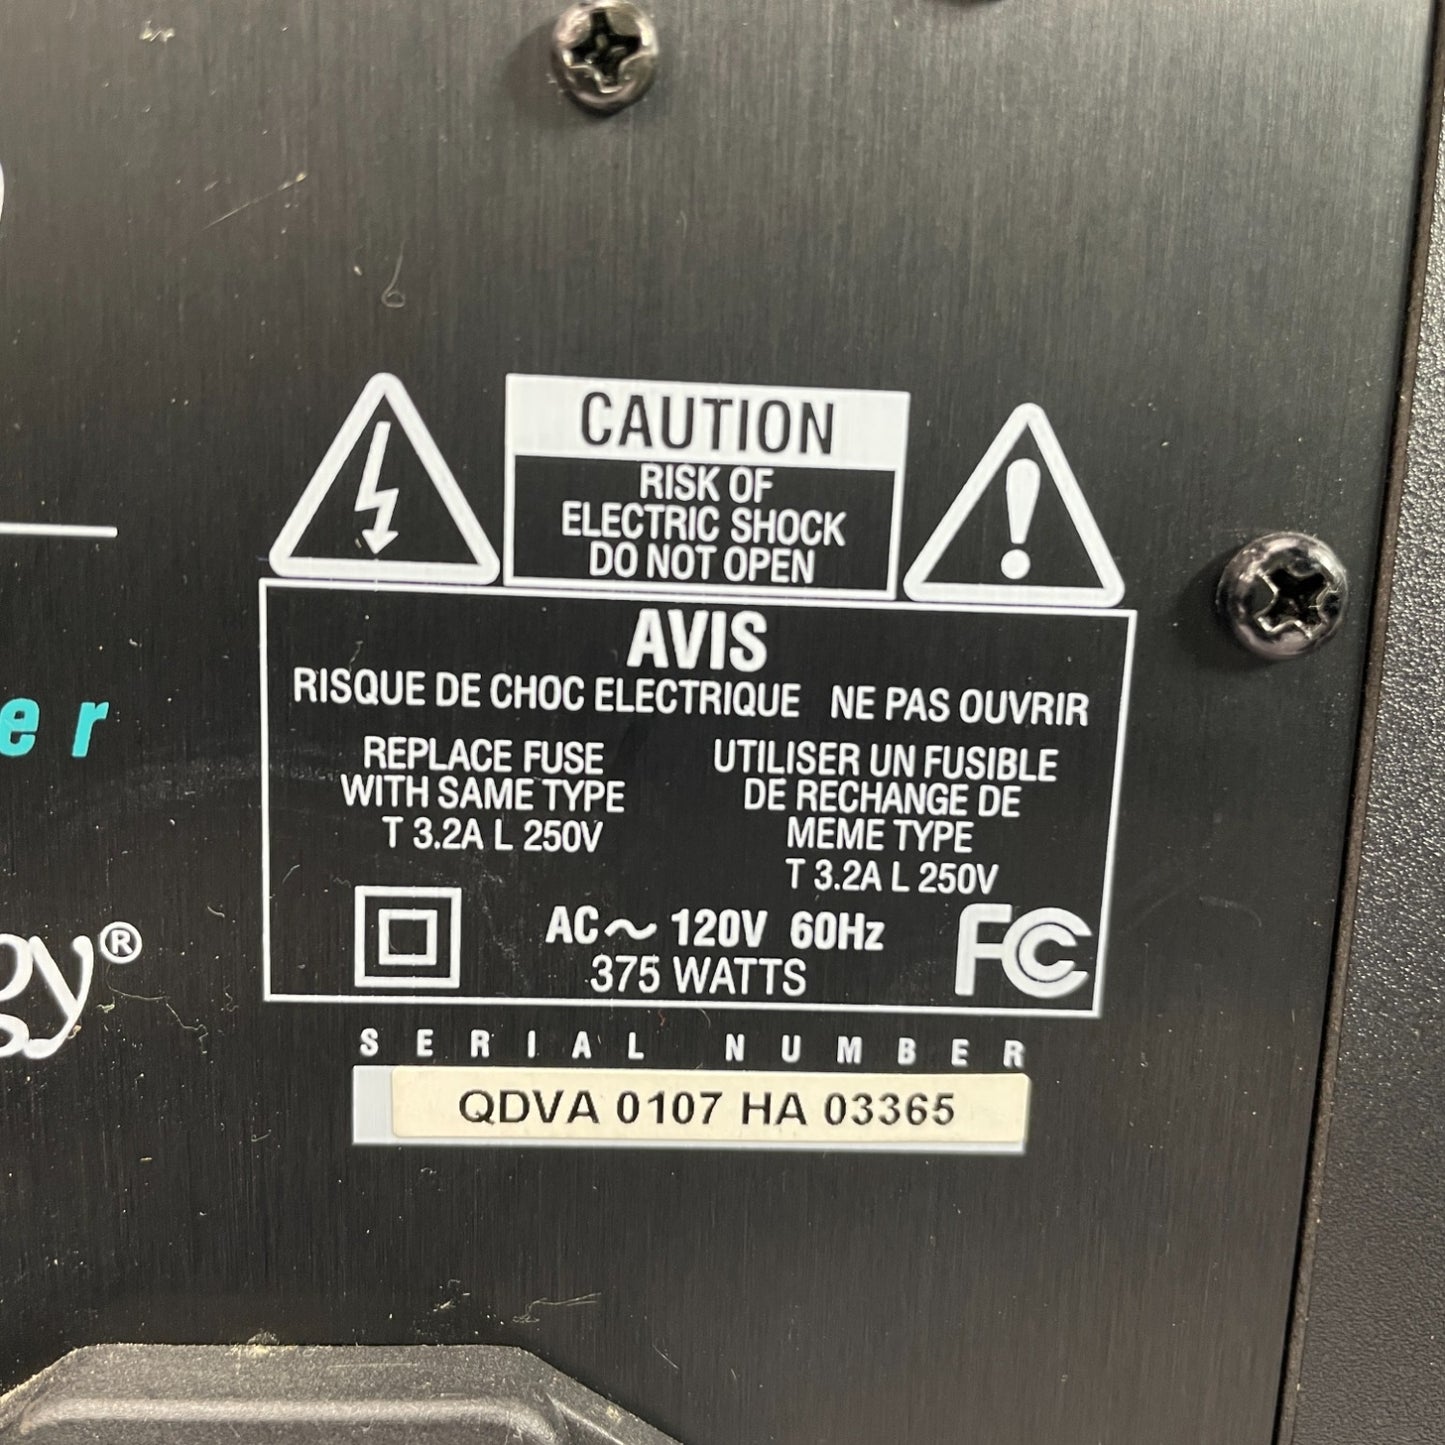 CAUTION
RISK OF
ELECTRIC SHOCK
DO NOT OPEN
AVIS
RISQUE DE CHOC ELECTRIQUE NE PAS OUVRIR
REPLACE FUSE
WITH SAME TYPE
T 3.2A L 250V
UTILISER UN FUSIBLE
DE RECHANGE DE
MEME TYPE
T 3.2A L 250V
AC～ 120V 60Hz
375 WATTS
FC
SERIAL NUMBER
QDVA 0107 HA 03365
er
gy®